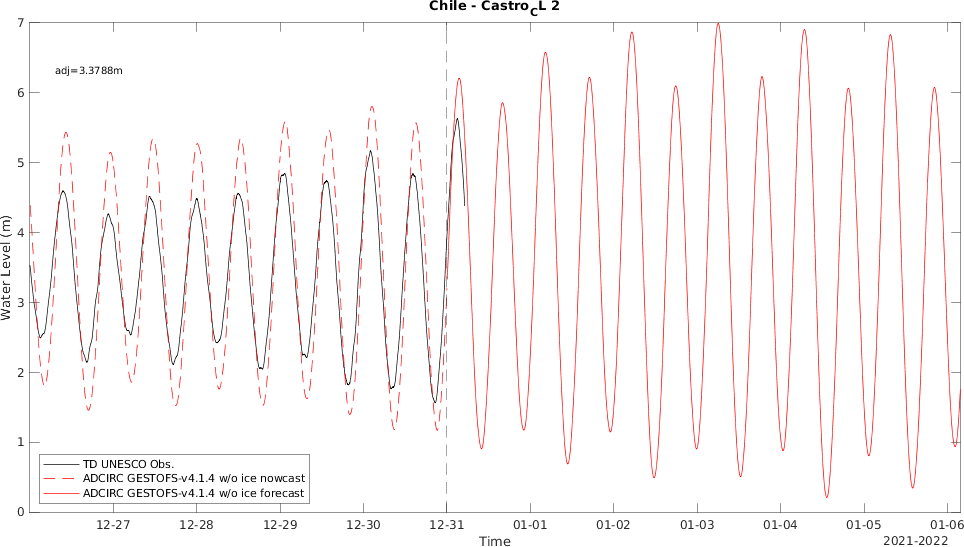 Chile - Castro_CL 2
adj=3.3788m
Water Level (m)
7
6
5
4
3
2
1
0
TD UNESCO Obs.
ADCIRC GESTOFS-v4.1.4 w/o ice nowcast
ADCIRC GESTOFS-v4.1.4 w/o ice forecast
12-27 12-28 12-29 12-30 12-31 01-01 01-02 01-03 01-04 01-05 01-06
Time
2021-2022